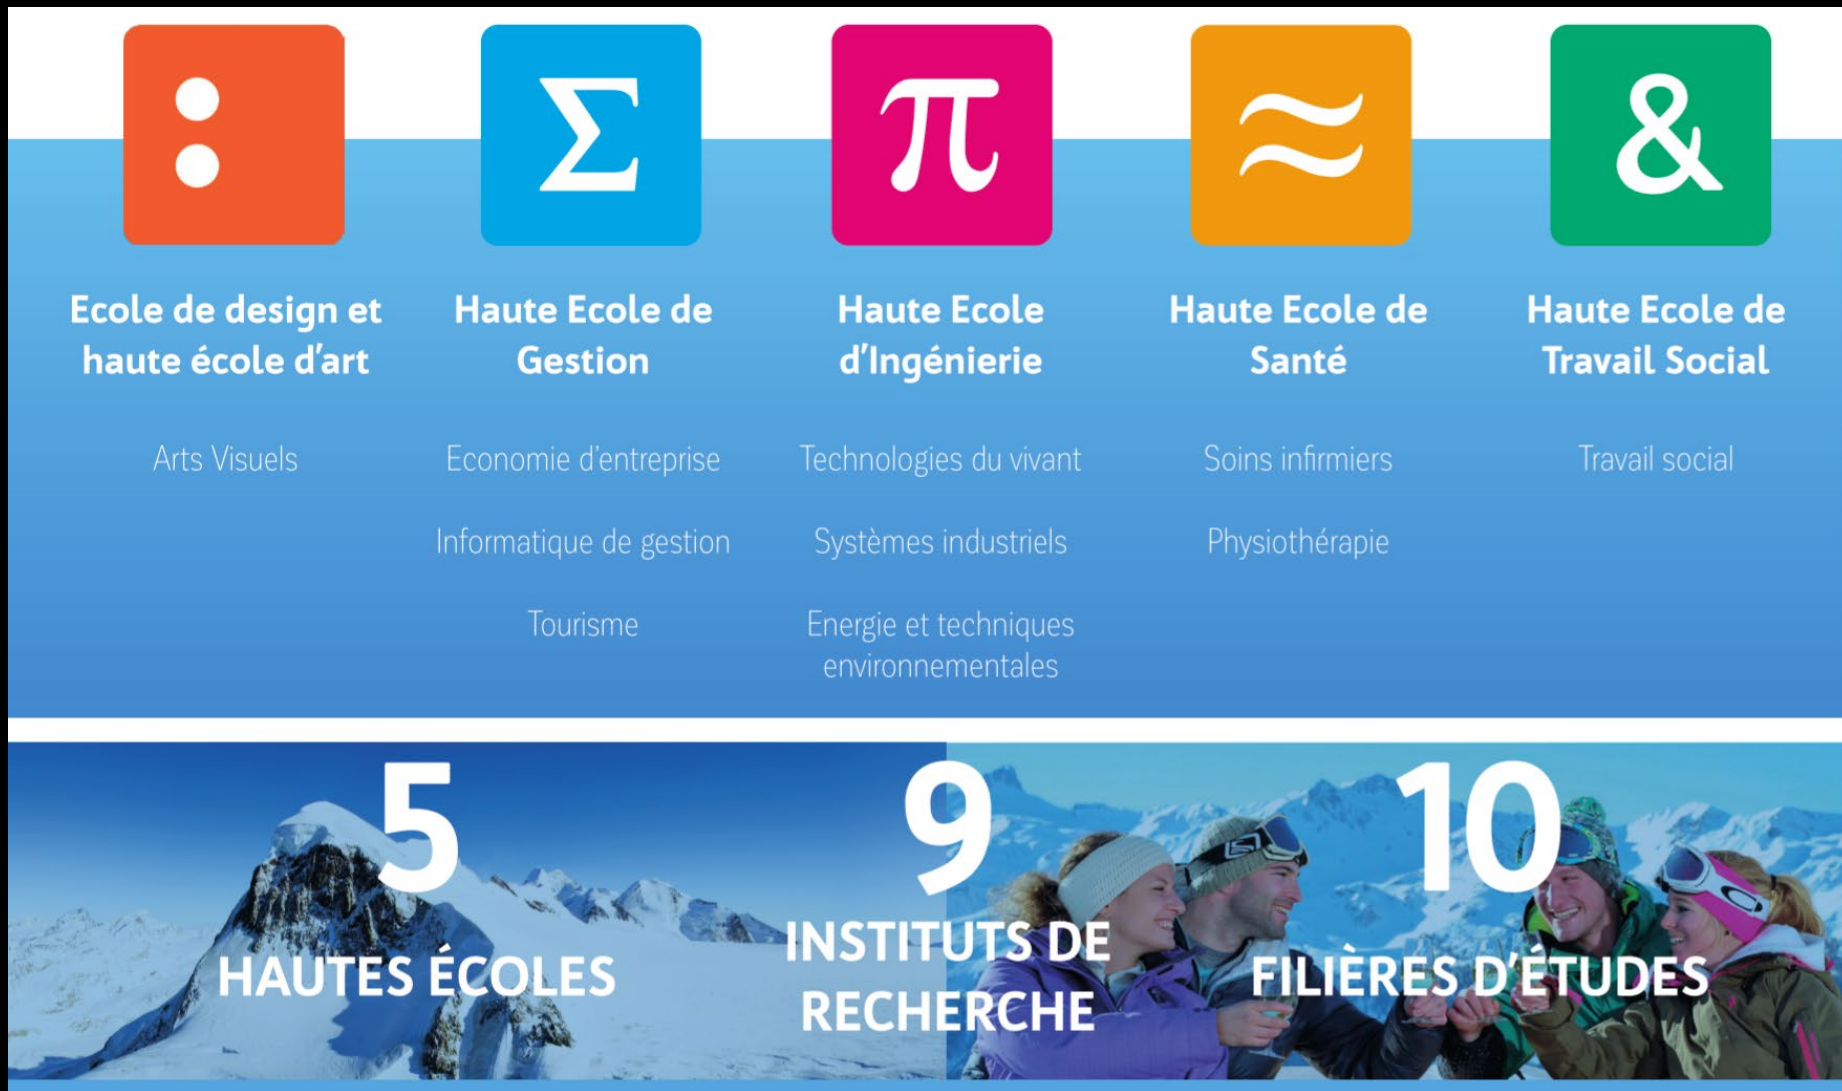 :
Σ
π
≈
&
Ecole de design et
haute école d'art
Arts Visuels
Haute Ecole de
Gestion
Economie d'entreprise
Informatique de gestion
Tourisme
Haute Ecole
d'Ingénierie
Technologies du vivant
Systèmes industriels
Energie et techniques
environnementales
Haute Ecole de
Santé
Soins infirmiers
Physiothérapie
Haute Ecole de
Travail Social
Travail social
5
HAUTES ÉCOLES
9
INSTITUTS DE
RECHERCHE
10
FILIÈRES D'ÉTUDES